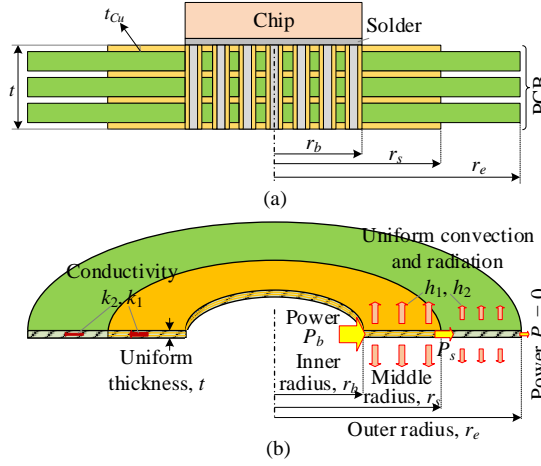 t_Cu
Chip
Solder
t
PCB
r_b
r_s
r_e
(a)
Conductivity
k_2, k_1
Uniform convection
and radiation
h_1, h_2
Power
P_b
P_s
Power, P_e = 0
Uniform
thickness, t
Inner
radius, r_b
Middle
radius, r_s
Outer radius, r_e
(b)